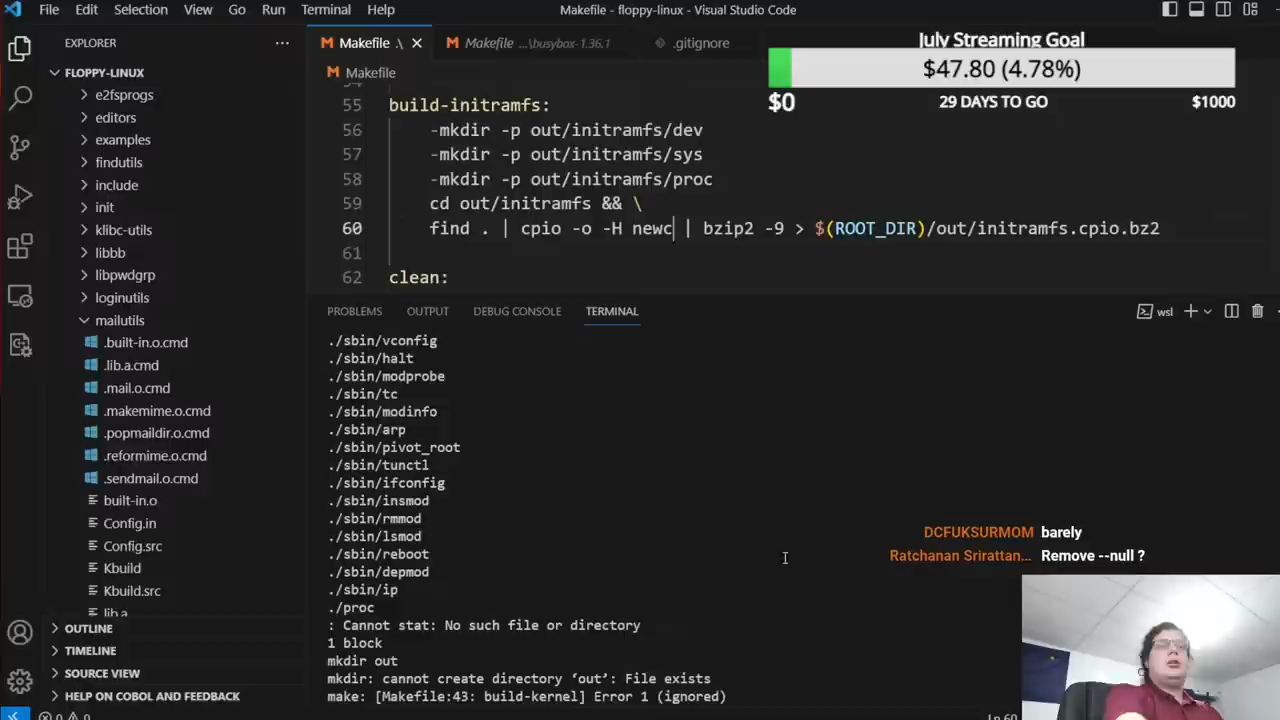 File Edit Selection View Go Run Terminal Help
Makefile - floppy-linux - Visual Studio Code
EXPLORER
FLOPPY-LINUX
e2fsprogs
editors
examples
findutils
include
init
klibc-utils
libbb
libpwdgrp
loginutils
mailutils
.built-in.o.cmd
.lib.a.cmd
.mail.o.cmd
.makemime.o.cmd
.popmaildir.o.cmd
.reformime.o.cmd
.sendmail.o.cmd
built-in.o
Config.in
Config.src
Kbuild
Kbuild.src
lib.a
OUTLINE
TIMELINE
SOURCE VIEW
HELP ON COBOL AND FEEDBACK
0 0
Makefile .\ Makefile ...\busybox-1.36.1 .gitignore
Makefile
54
55 build-initramfs:
56 -mkdir -p out/initramfs/dev
57 -mkdir -p out/initramfs/sys
58 -mkdir -p out/initramfs/proc
59 cd out/initramfs && \
60 find . | cpio -o -H newc | bzip2 -9 > $(ROOT_DIR)/out/initramfs.cpio.bz2
61
62 clean:
July Streaming Goal
$47.80 (4.78%)
$0 29 DAYS TO GO $1000
PROBLEMS OUTPUT DEBUG CONSOLE TERMINAL wsl
./sbin/vconfig
./sbin/halt
./sbin/modprobe
./sbin/tc
./sbin/modinfo
./sbin/arp
./sbin/pivot_root
./sbin/tunctl
./sbin/ifconfig
./sbin/insmod
./sbin/rmmod
./sbin/lsmod
./sbin/reboot
./sbin/depmod
./sbin/ip
./proc
: Cannot stat: No such file or directory
1 block
mkdir out
mkdir: cannot create directory ‘out’: File exists
make: [Makefile:43: build-kernel] Error 1 (ignored)
DCFUKSURMOM barely
Ratchanan Srirattan... Remove --null ?
Ln 60